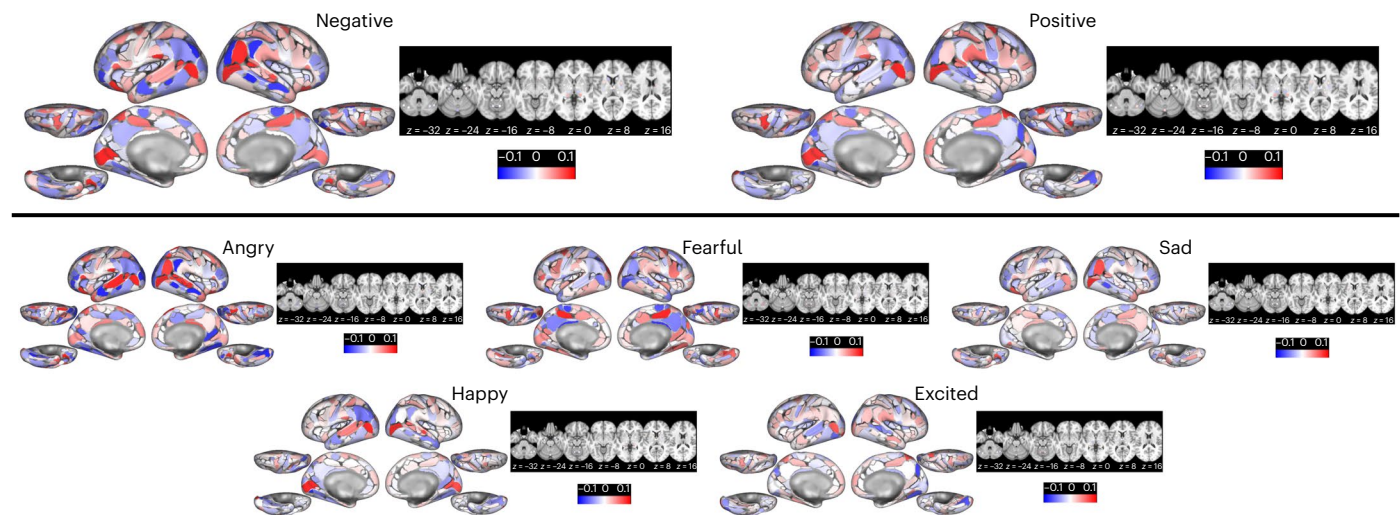 Negative
Positive
z = −32 z = −24 z = −16 z = −8 z = 0 z = 8 z = 16
z = −32 z = −24 z = −16 z = −8 z = 0 z = 8 z = 16
−0.1 0 0.1
−0.1 0 0.1
Angry
Fearful
Sad
z = −32 z = −24 z = −16 z = −8 z = 0 z = 8 z = 16
z = −32 z = −24 z = −16 z = −8 z = 0 z = 8 z = 16
z = −32 z = −24 z = −16 z = −8 z = 0 z = 8 z = 16
−0.1 0 0.1
−0.1 0 0.1
−0.1 0 0.1
Happy
Excited
z = −32 z = −24 z = −16 z = −8 z = 0 z = 8 z = 16
z = −32 z = −24 z = −16 z = −8 z = 0 z = 8 z = 16
−0.1 0 0.1
−0.1 0 0.1